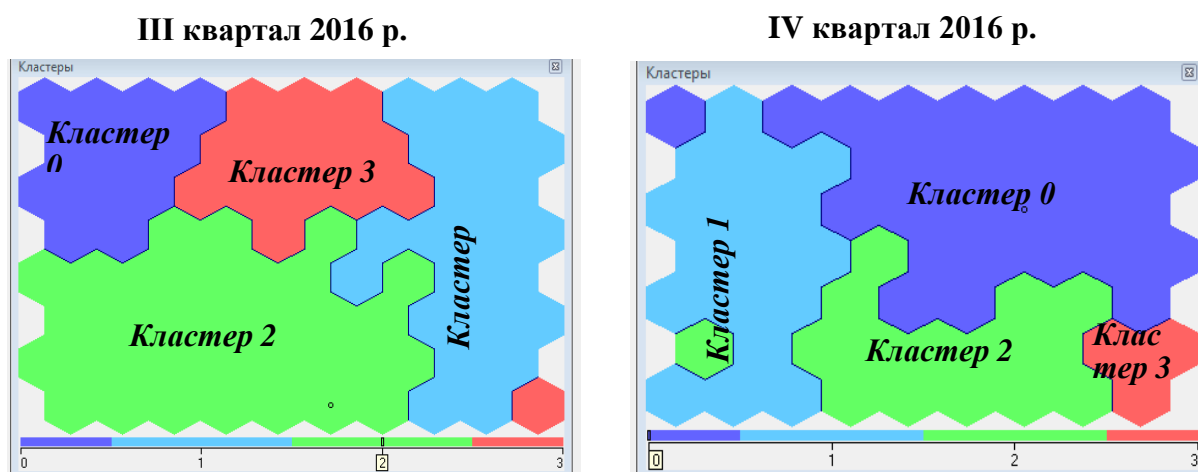 III квартал 2016 р.
IV квартал 2016 р.
Кластеры
Кластер
0
Кластер 3
Кластер
Кластер 2
0
1
2
3
Кластеры
Кластер 0
Кластер 1
Кластер 2
Клас
тер 3
0
1
2
3